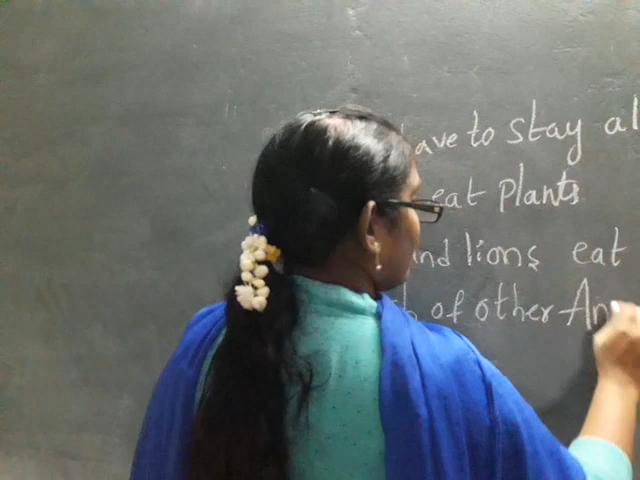 ave to stay al
eat plants
nd lions eat
h of other An